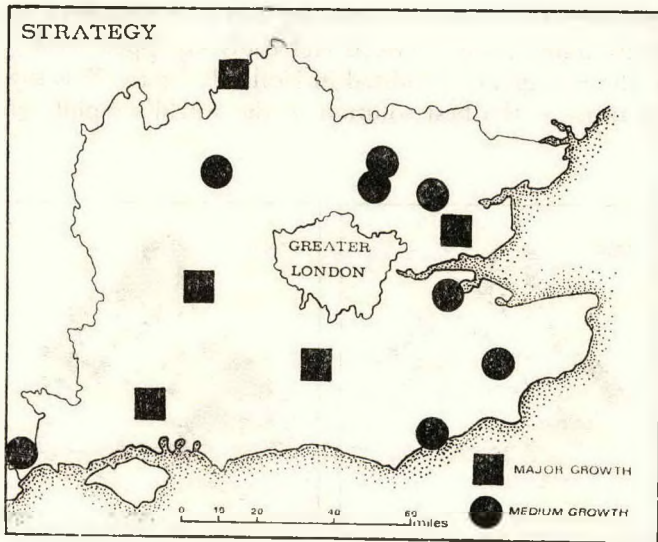 STRATEGY
GREATER
LONDON
MAJOR GROWTH
MEDIUM GROWTH
0 10 20 40 60
miles